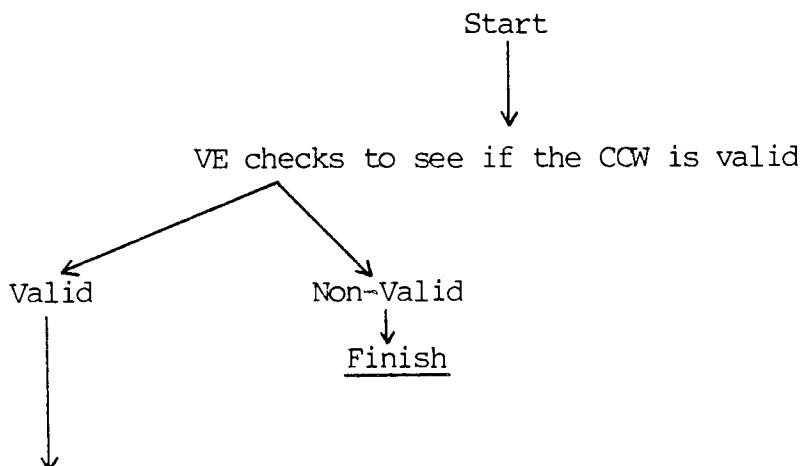 Start
VE checks to see if the CCW is valid
Valid Non-Valid
Finish